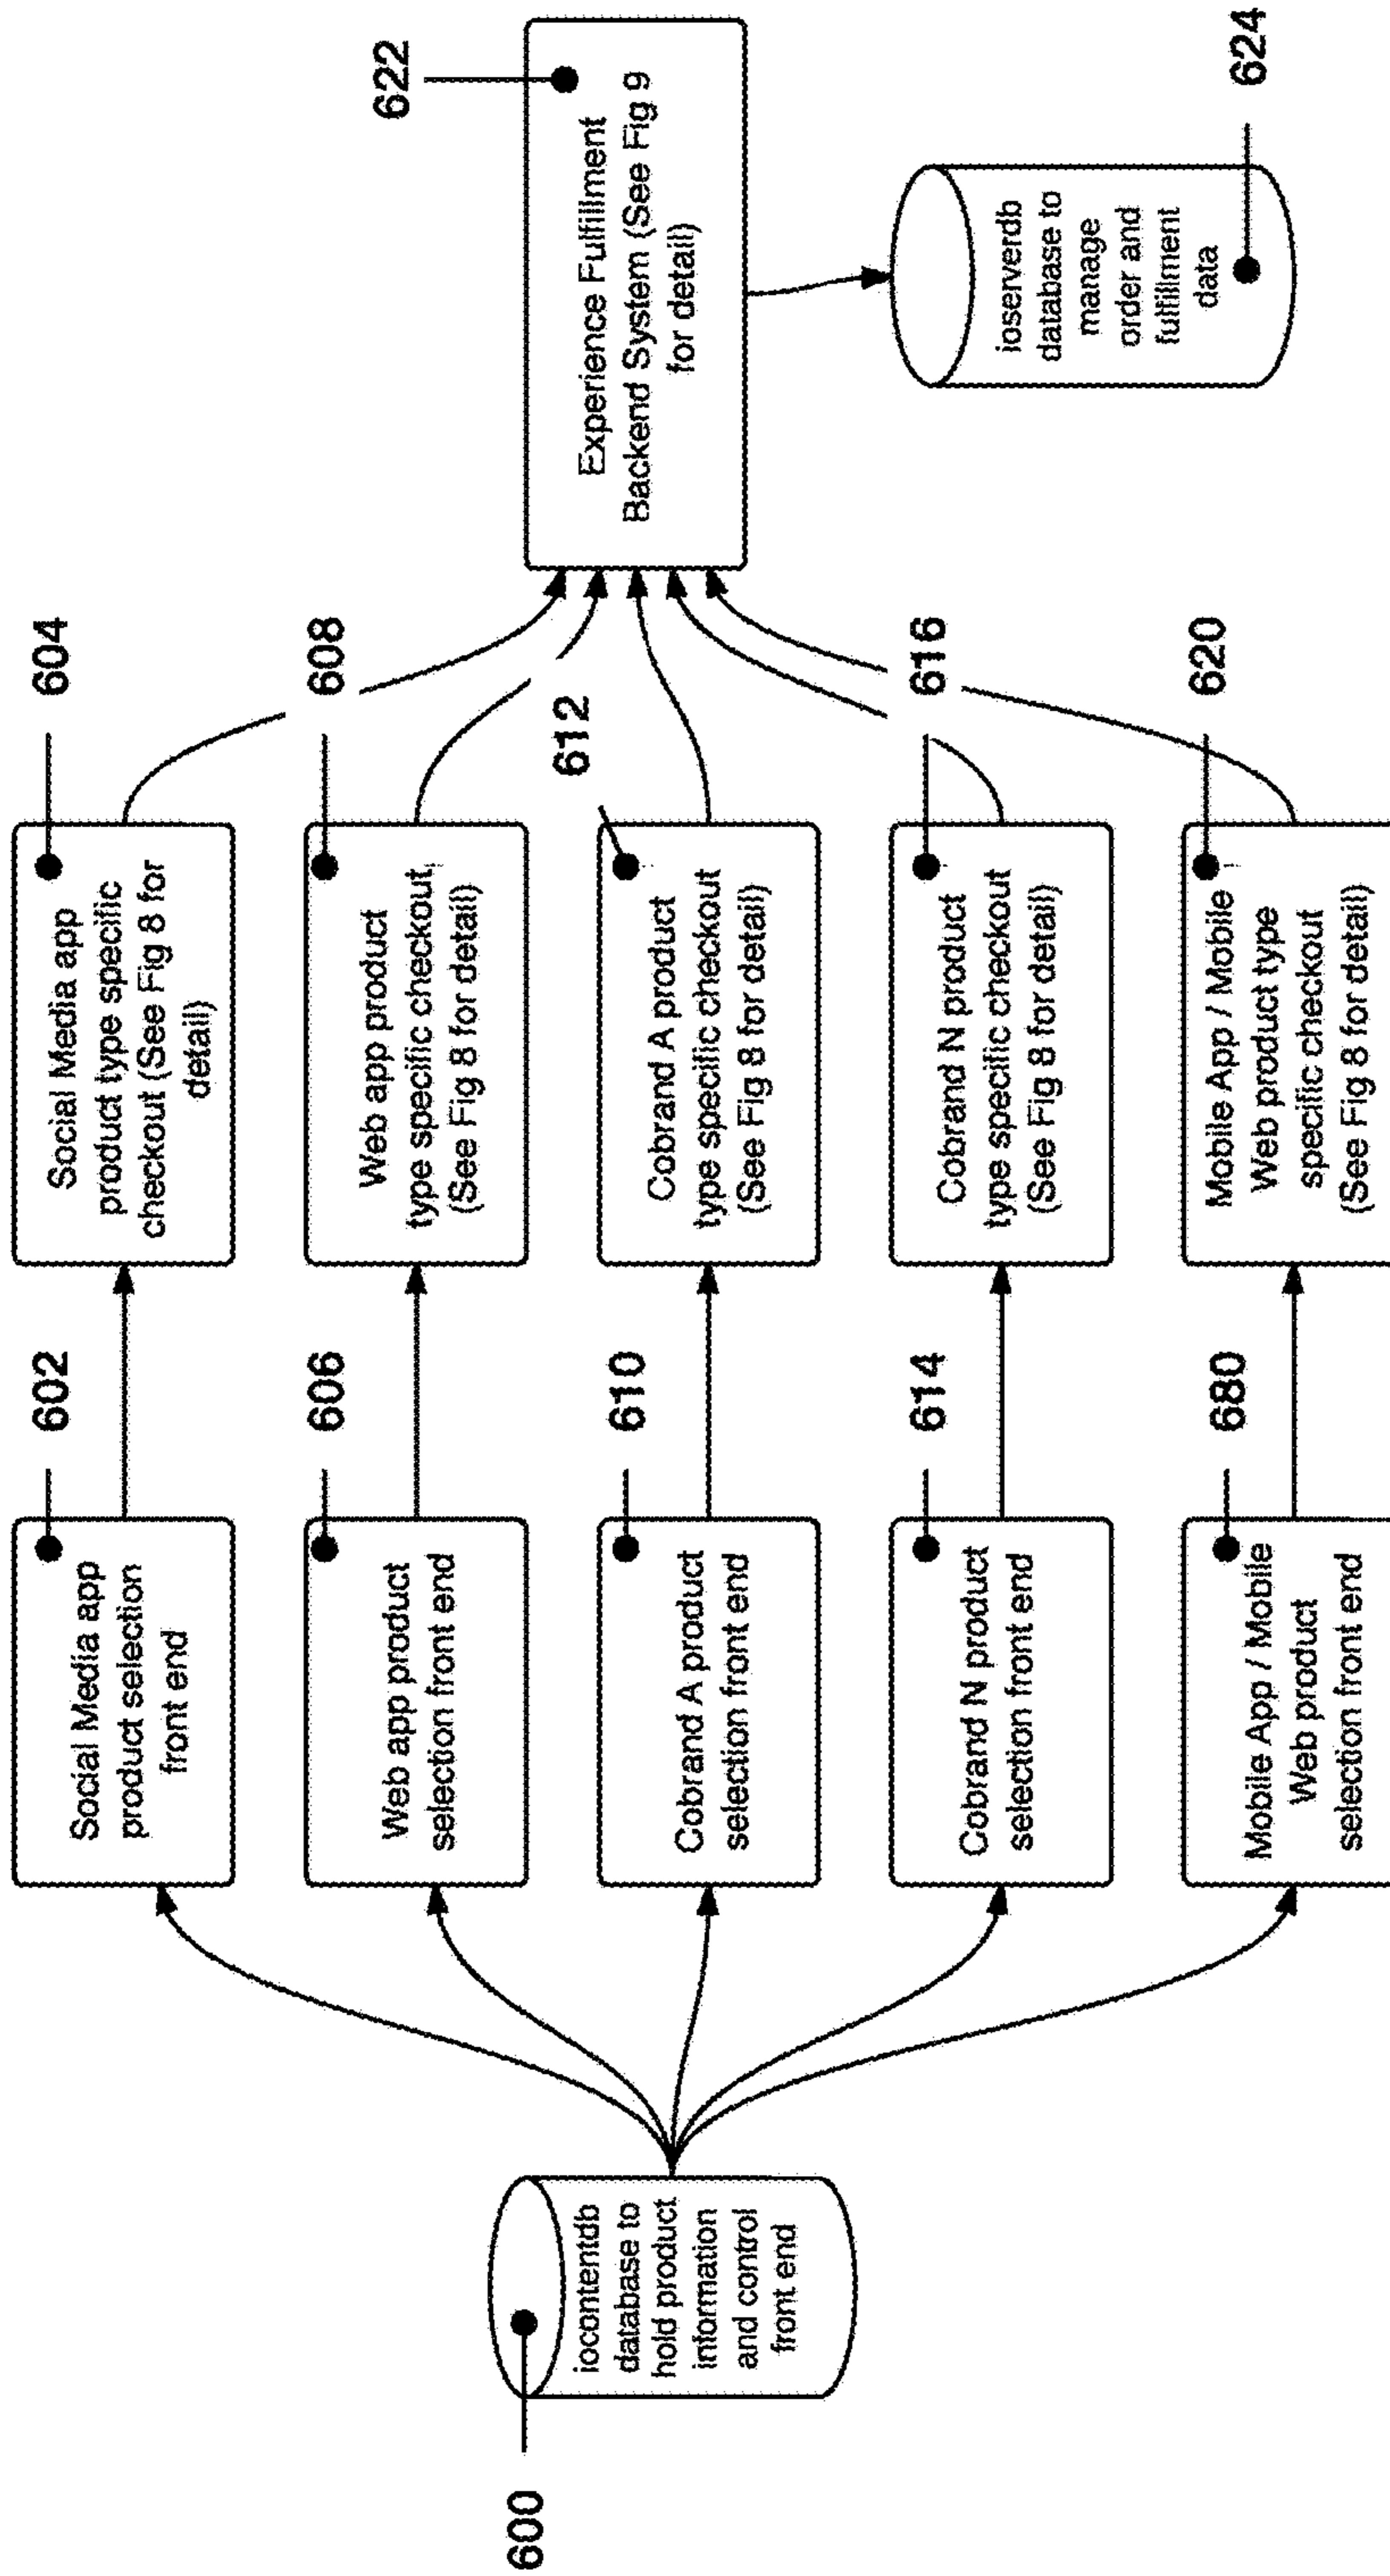 600
iocontentdb
database to
hold product
information
and control
front end
602
Social Media app
product selection
front end
604
Social Media app
product type specific
checkout (See Fig 8 for
detail)
606
Web app product
selection front end
608
Web app product
type specific checkout
(See Fig 8 for detail)
610
Cobrand A product
selection front end
612
Cobrand A product
type specific checkout
(See Fig 8 for detail)
614
Cobrand N product
selection front end
616
Cobrand N product
type specific checkout
(See Fig 8 for detail)
680
Mobile App / Mobile
Web product
selection front end
620
Mobile App / Mobile
Web product type
specific checkout
(See Fig 8 for detail)
622
Experience Fulfillment
Backend System (See Fig 9
for detail)
624
ioserverdb
database to
manage
order and
fulfillment
data